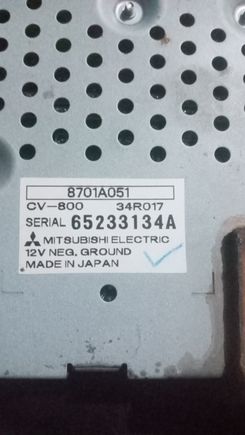 8701A051
CV-800 34R017
SERIAL 65233134A
MITSUBISHI ELECTRIC
12V NEG. GROUND
MADE IN JAPAN